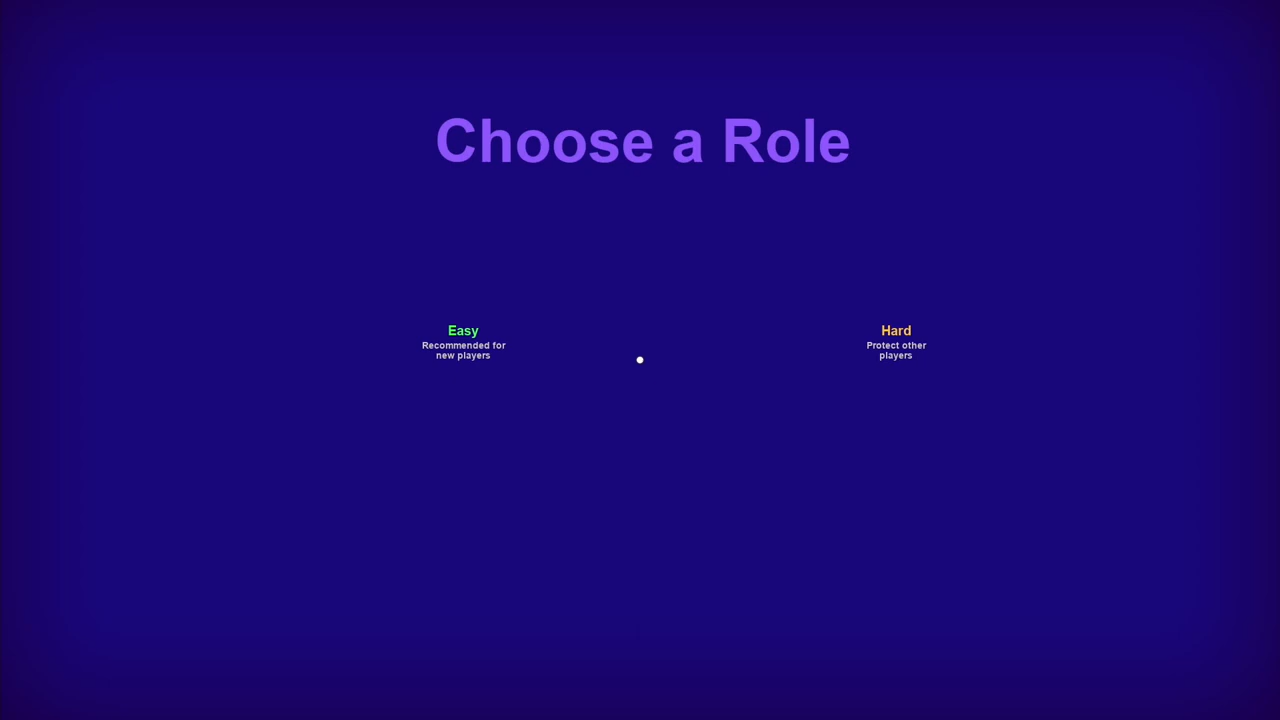 Choose a Role
Easy
Recommended for
new players
Hard
Protect other
players